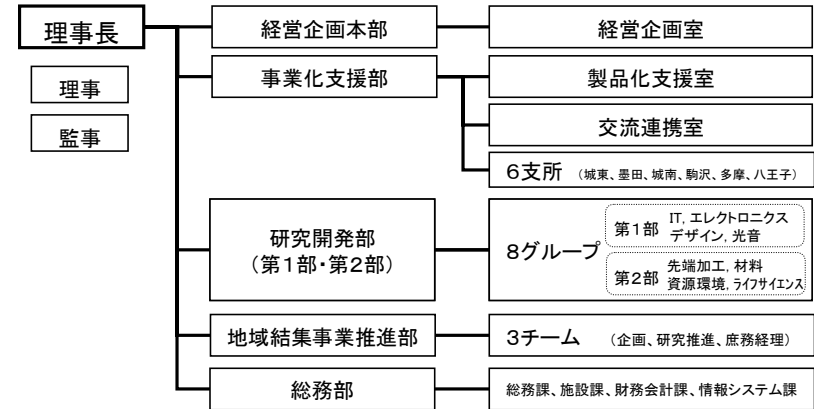 理事長
理事
監事
経営企画本部
経営企画室
事業化支援部
製品化支援室
交流連携室
6支所 （城東、墨田、城南、駒沢、多摩、八王子）
研究開発部
（第1部・第2部）
8グループ
第1部 IT, エレクトロニクス
デザイン, 光音
第2部 先端加工, 材料
資源環境, ライフサイエンス
地域結集事業推進部
3チーム （企画、研究推進、庶務経理）
総務部
総務課、施設課、財務会計課、情報システム課